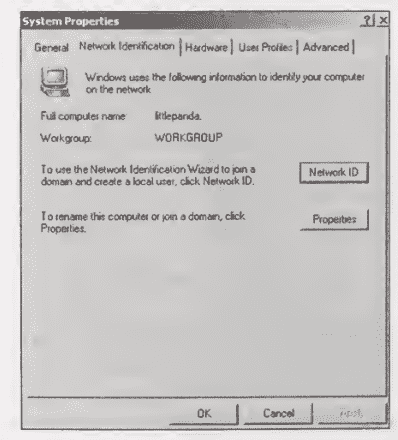 System Properties
? ×
General Network Identification Hardware User Profiles Advanced
Windows uses the following information to identify your computer
on the network
Full computer name: littlepanda.
Workgroup: WORKGROUP
To use the Network Identification Wizard to join a
domain and create a local user, click Network ID.
Network ID
To rename this computer or join a domain, click
Properties.
Properties
OK Cancel Apply